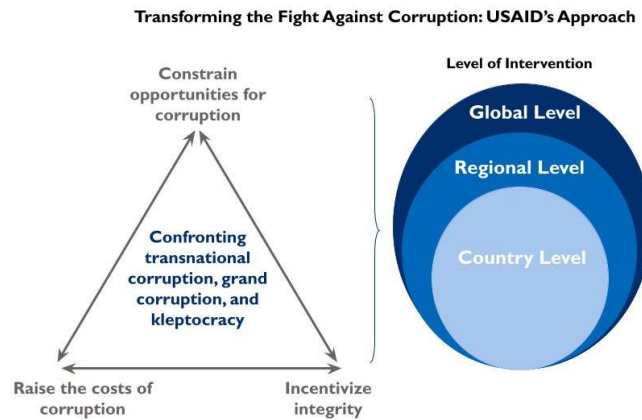 Transforming the Fight Against Corruption: USAID's Approach
Constrain
opportunities for
corruption
Confronting
transnational
corruption, grand
corruption, and
kleptocracy
Raise the costs of
corruption
Incentivize
integrity
Level of Intervention
Global Level
Regional Level
Country Level